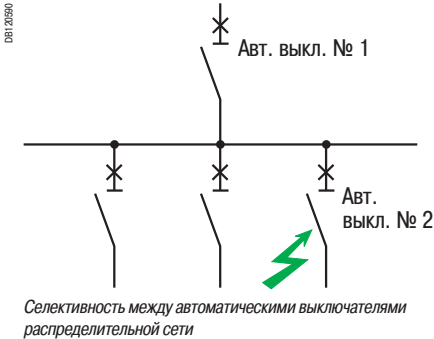 DB120590
Авт. выкл. № 1
Авт.
выкл. № 2
Селективность между автоматическими выключателями
распределительной сети